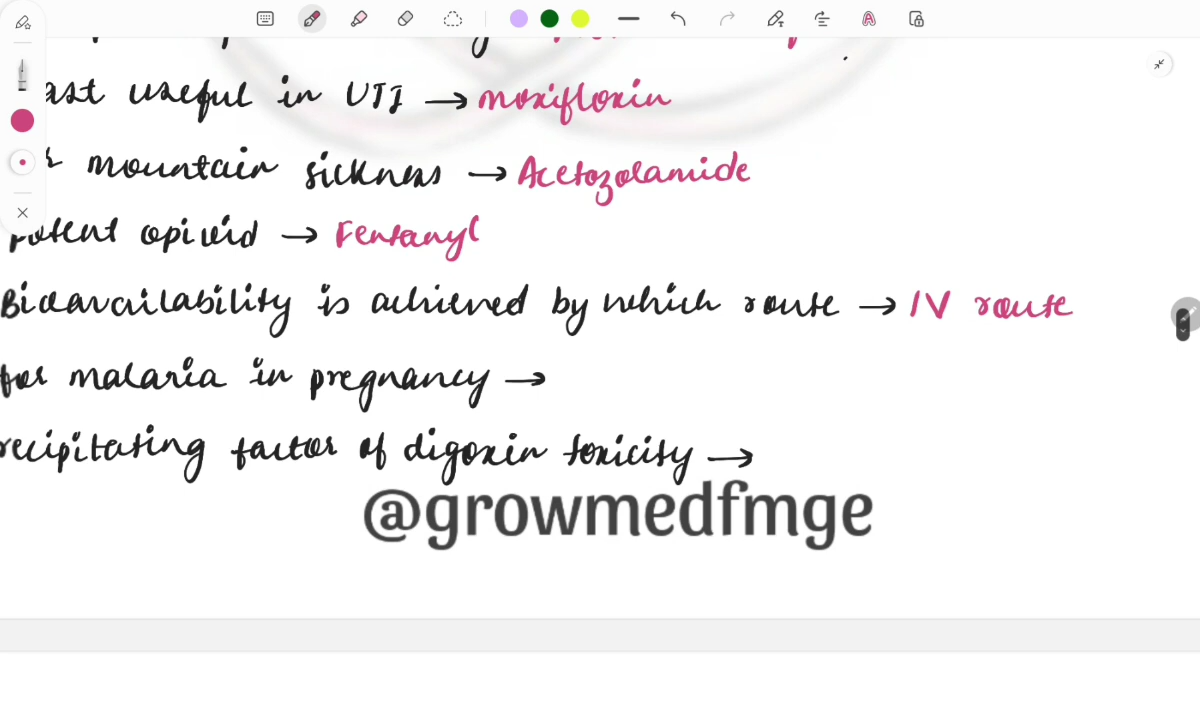 ast useful in UTI → moxifloxin
mountain sickness → Acetozolamide
potent opioid → Fentanyl
Bioavailability is achieved by which route → IV route
for malaria in pregnancy →
recipitating factor of digoxin toxicity →
@growmedfmge